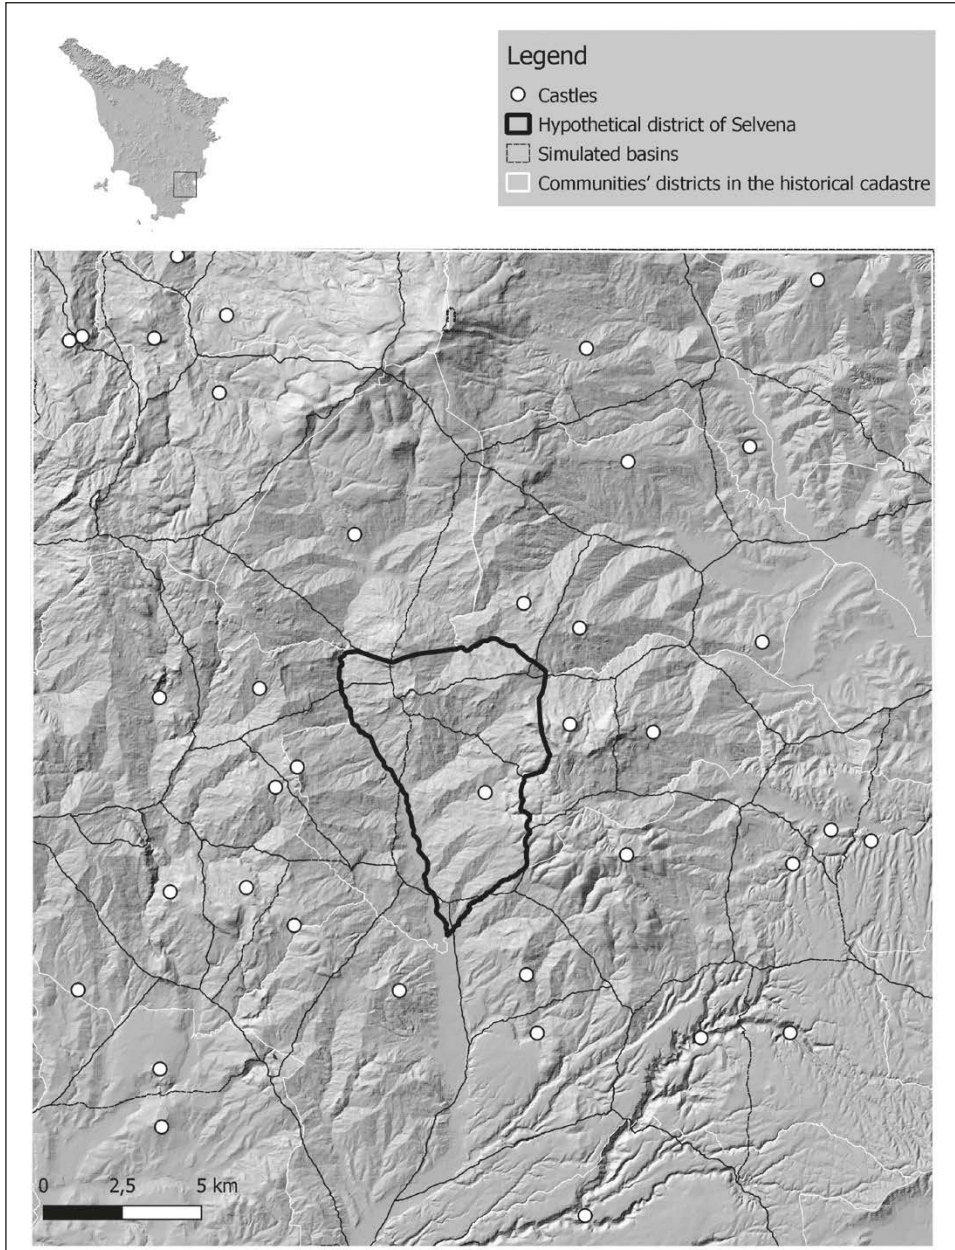 Legend
Castles
Hypothetical district of Selvena
Simulated basins
Communities' districts in the historical cadastre
0 2,5 5 km